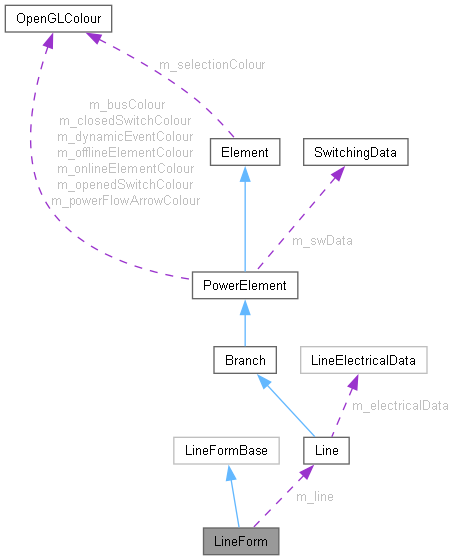 OpenGLColour
m_selectionColour
m_busColour
m_closedSwitchColour
m_dynamicEventColour
m_offlineElementColour
m_onlineElementColour
m_openedSwitchColour
m_powerFlowArrowColour
Element
SwitchingData
m_swData
PowerElement
Branch
LineElectricalData
m_electricalData
LineFormBase
Line
m_line
LineForm